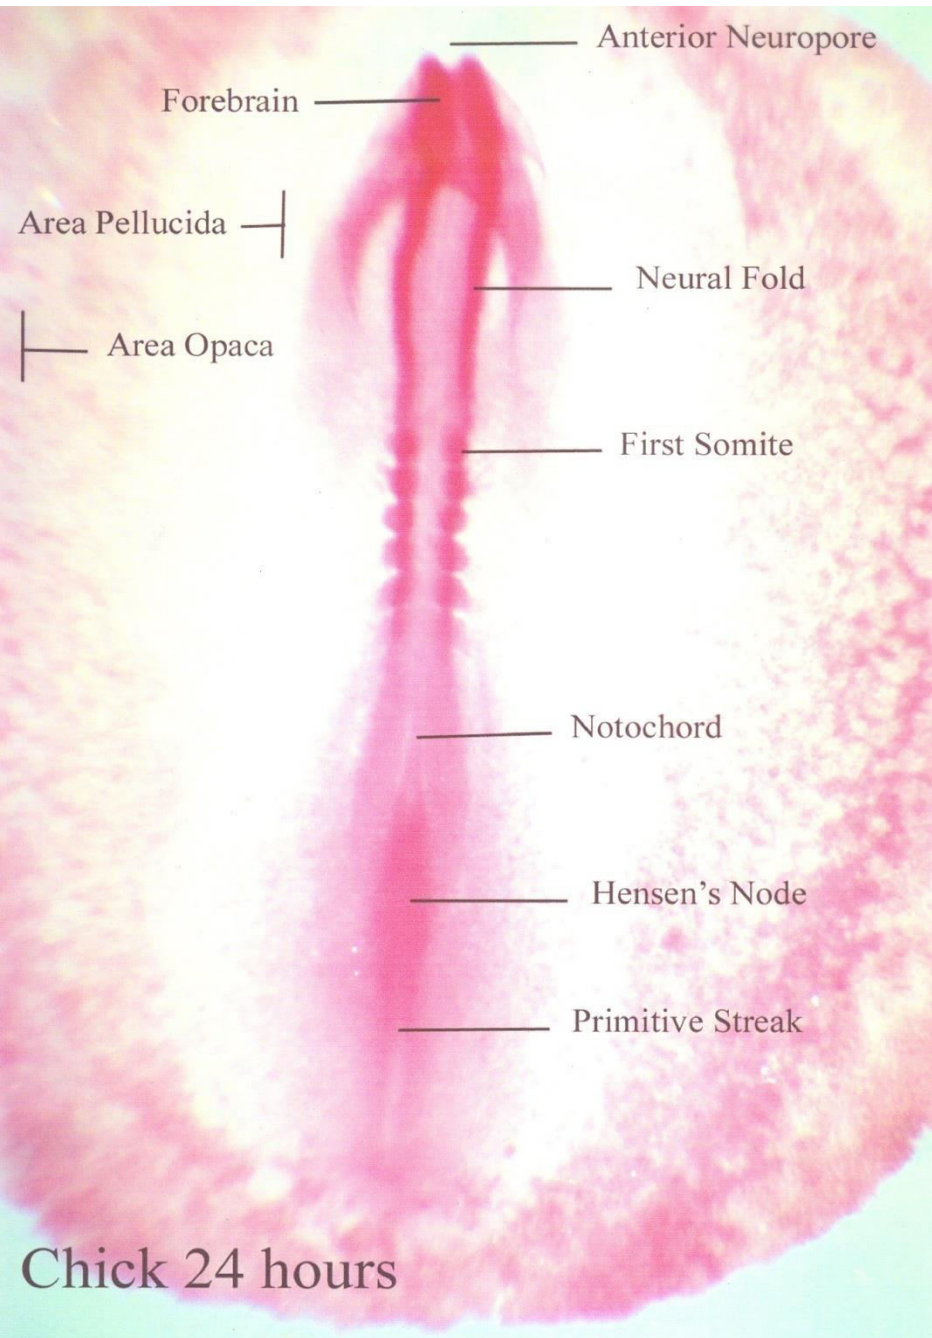 Anterior Neuropore
Forebrain
Area Pellucida
Neural Fold
Area Opaca
First Somite
Notochord
Hensen’s Node
Primitive Streak
Chick 24 hours